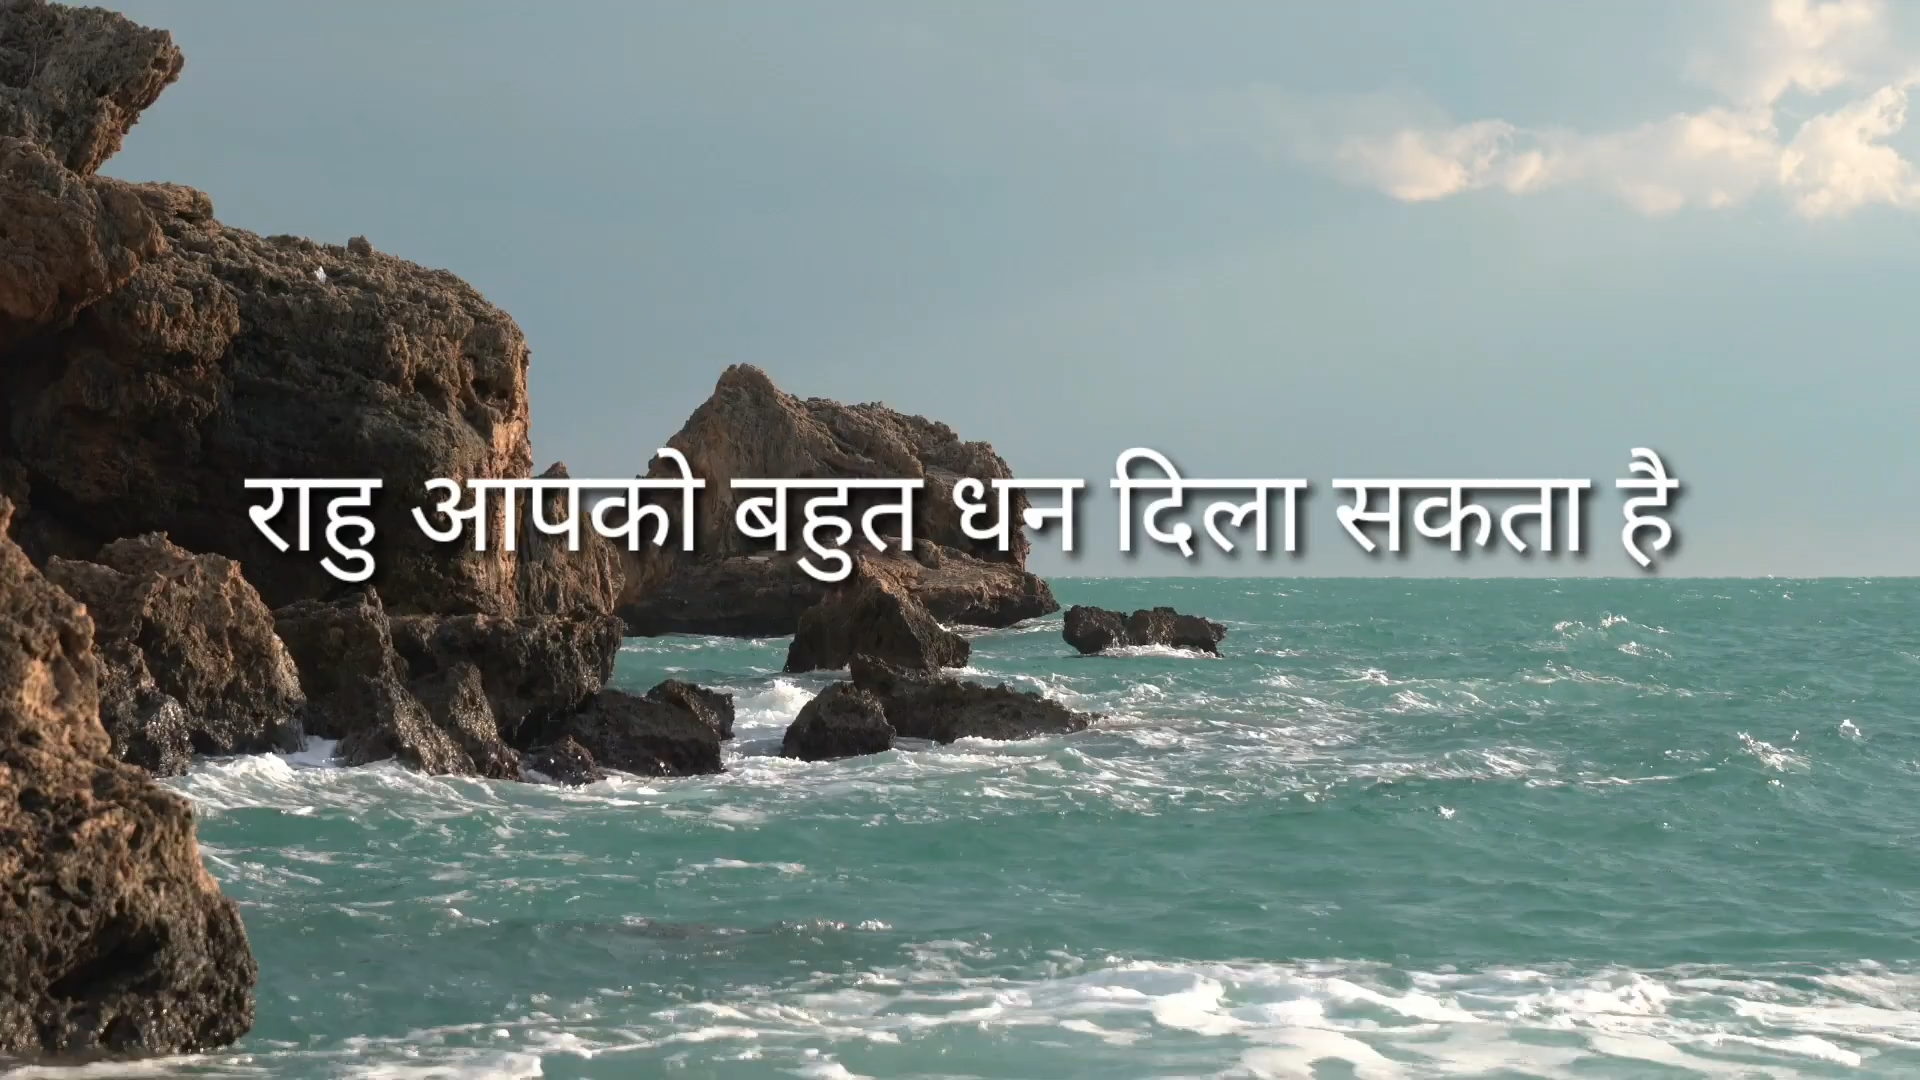 राहु आपको बहुत धन दिला सकता है